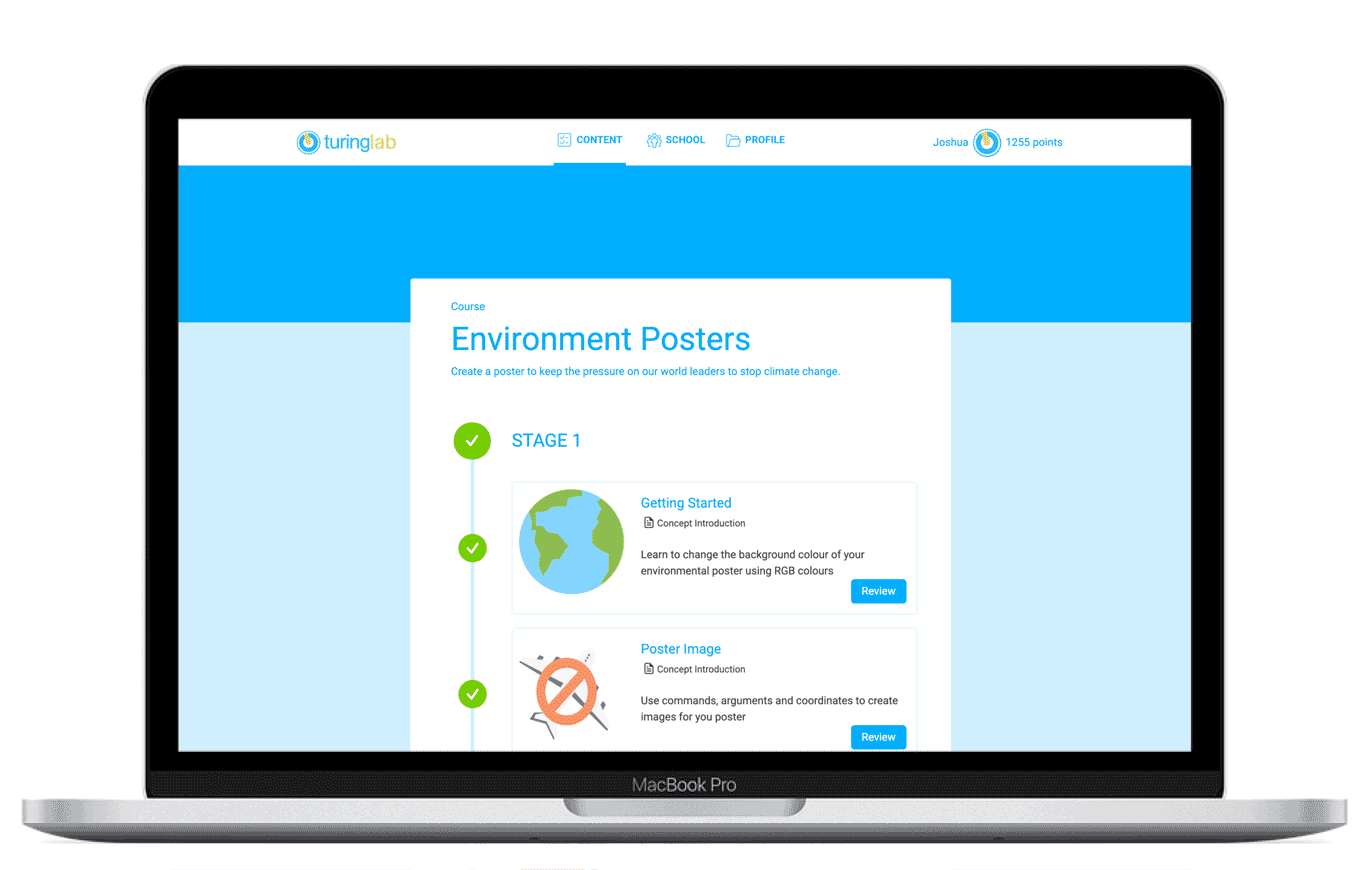 turinglab
CONTENT
SCHOOL
PROFILE
Joshua
1255 points
Course
Environment Posters
Create a poster to keep the pressure on our world leaders to stop climate change.
STAGE 1
Getting Started
Concept Introduction
Learn to change the background colour of your
environmental poster using RGB colours
Review
Poster Image
Concept Introduction
Use commands, arguments and coordinates to create
images for you poster
Review
MacBook Pro